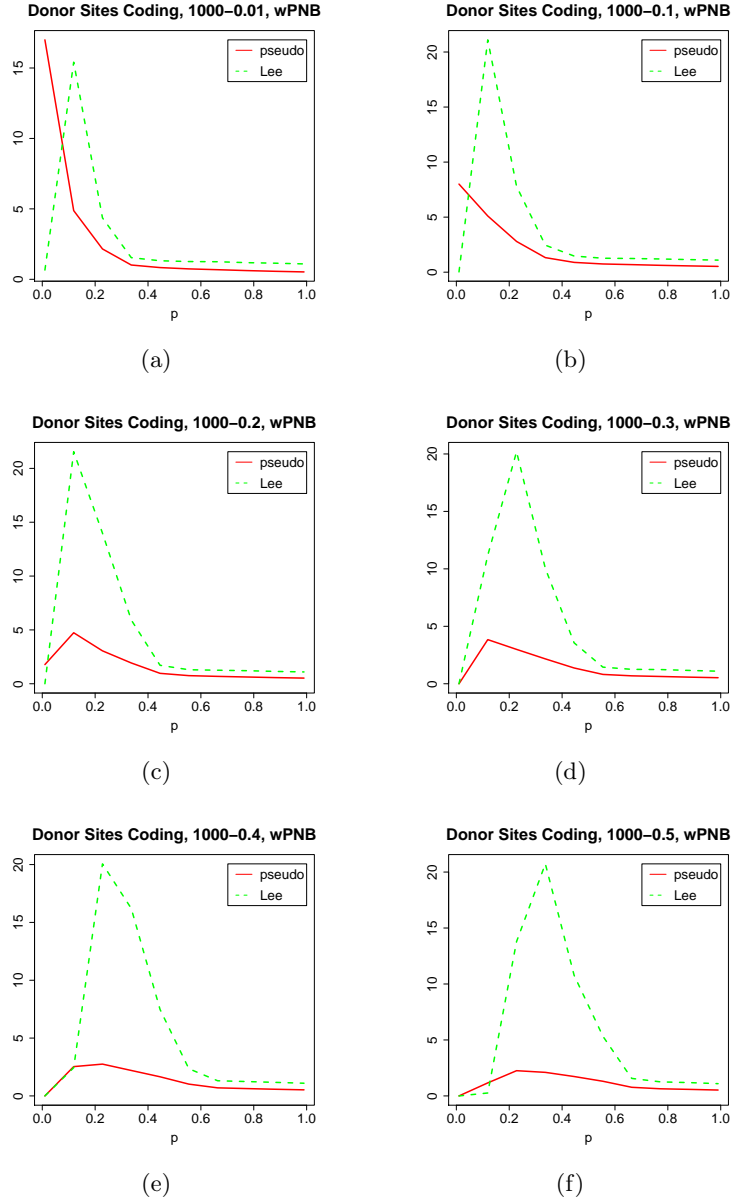 Donor Sites Coding, 1000−0.01, wPNB
pseudo
Lee
0 5 10 15
0.0 0.2 0.4 0.6 0.8 1.0
p
(a)
Donor Sites Coding, 1000−0.1, wPNB
pseudo
Lee
0 5 10 15 20
0.0 0.2 0.4 0.6 0.8 1.0
p
(b)
Donor Sites Coding, 1000−0.2, wPNB
pseudo
Lee
0 5 10 15 20
0.0 0.2 0.4 0.6 0.8 1.0
p
(c)
Donor Sites Coding, 1000−0.3, wPNB
pseudo
Lee
0 5 10 15 20
0.0 0.2 0.4 0.6 0.8 1.0
p
(d)
Donor Sites Coding, 1000−0.4, wPNB
pseudo
Lee
0 5 10 15 20
0.0 0.2 0.4 0.6 0.8 1.0
p
(e)
Donor Sites Coding, 1000−0.5, wPNB
pseudo
Lee
0 5 10 15 20
0.0 0.2 0.4 0.6 0.8 1.0
p
(f)